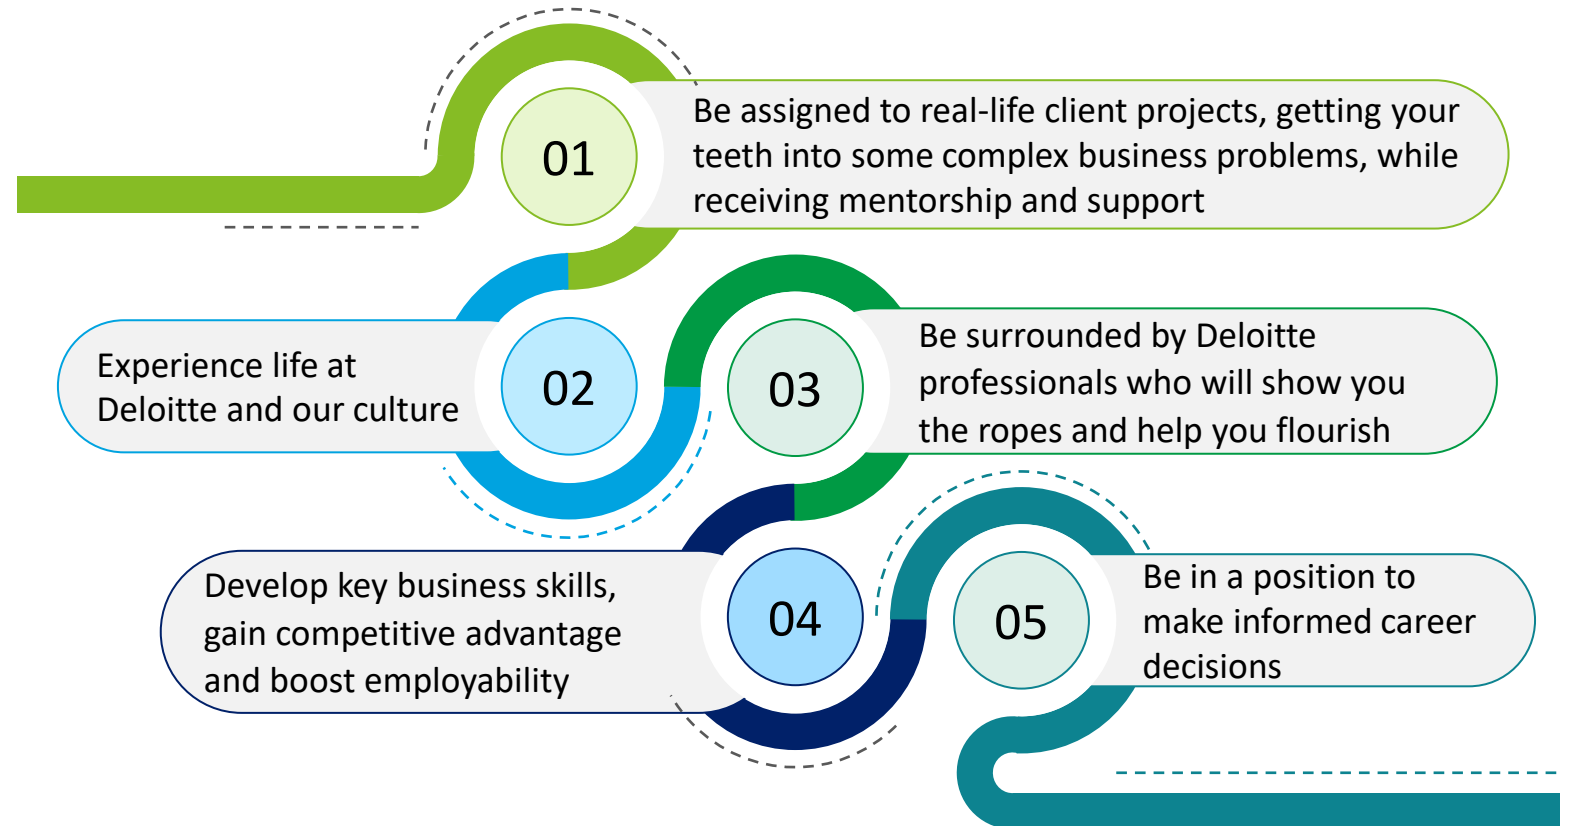 01
Be assigned to real-life client projects, getting your
teeth into some complex business problems, while
receiving mentorship and support
Experience life at
Deloitte and our culture
02
03
Be surrounded by Deloitte
professionals who will show you
the ropes and help you flourish
Develop key business skills,
gain competitive advantage
and boost employability
04
05
Be in a position to
make informed career
decisions